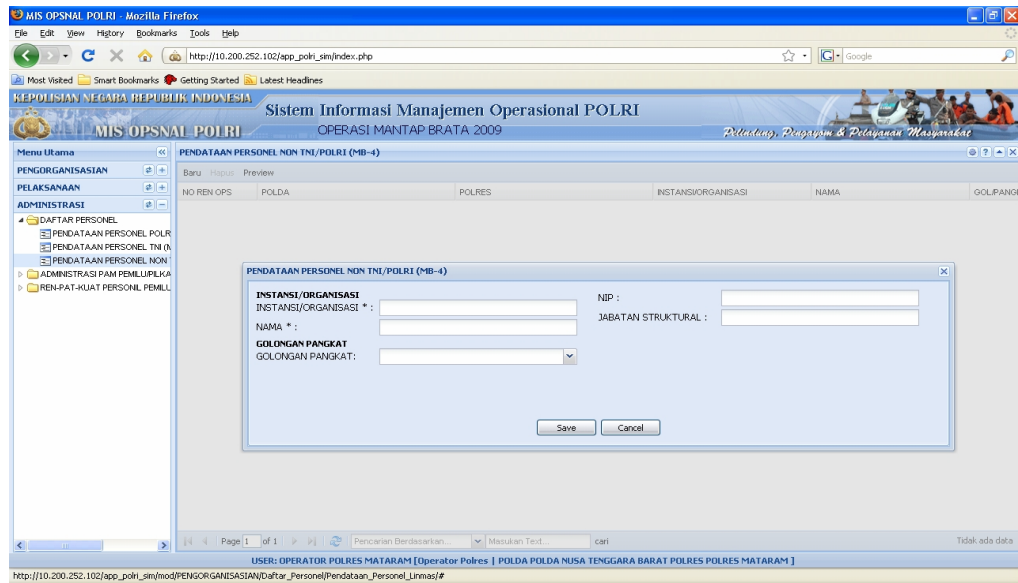 MIS OPSNAL POLRI - Mozilla Firefox
File Edit View History Bookmarks Tools Help
http://10.200.252.102/app_polri_sim/index.php
G Google
Most Visited Smart Bookmarks Getting Started Latest Headlines
KEPOLISIAN NEGARA REPUBLIK INDONESIA
Sistem Informasi Manajemen Operasional POLRI
MIS OPSNAL POLRI
OPERASI MANTAP BRATA 2009
Pelindung, Pengayom & Pelayanan Masyarakat
Menu Utama
PENDATAAN PERSONEL NON TNI/POLRI (MB-4)
PENGORGANISASIAN
Baru Hapus Preview
PELAKSANAAN
NO REN OPS POLDA POLRES INSTANSI/ORGANISASI NAMA GOL/PANG
ADMINISTRASI
DAFTAR PERSONEL
PENDATAAN PERSONEL POLR
PENDATAAN PERSONEL TNI (M
PENDATAAN PERSONEL NON
ADMINISTRASI PAM PEMILU/PILKA
REN-PAT-KUAT PERSONIL PEMILU
PENDATAAN PERSONEL NON TNI/POLRI (MB-4)
INSTANSI/ORGANISASI
INSTANSI/ORGANISASI * :
NAMA * :
GOLONGAN PANGKAT
GOLONGAN PANGKAT:
NIP :
JABATAN STRUKTURAL :
Save Cancel
Page 1 of 1 Pencarian Berdasarkan... Masukan Text... cari Tidak ada data
USER: OPERATOR POLRES MATARAM [Operator Polres | POLDA POLDA NUSA TENGGARA BARAT POLRES POLRES MATARAM ]
http://10.200.252.102/app_polri_sim/mod/PENGORGANISASIAN/Daftar_Personel/Pendataan_Personel_Linmas/#